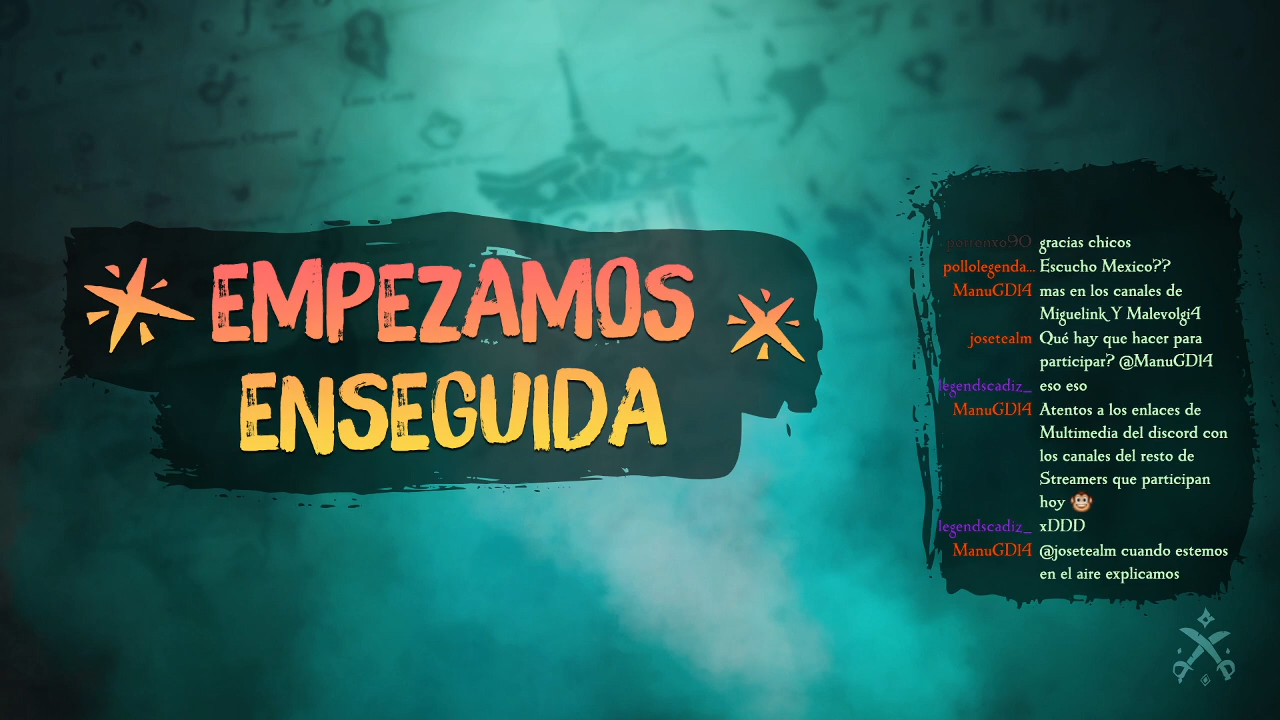 EMPEZAMOS
ENSEGUIDA
porronxo90 gracias chicos
pollolegenda... Escucho Mexico??
ManuGD14 mas en los canales de
Miguelink Y Malevolgi4
josetealm Qué hay que hacer para
participar? @ManuGD14
legendscadiz_ eso eso
ManuGD14 Atentos a los enlaces de
Multimedia del discord con
los canales del resto de
Streamers que participan
hoy 🐵
legendscadiz_ xDDD
ManuGD14 @josetealm cuando estemos
en el aire explicamos